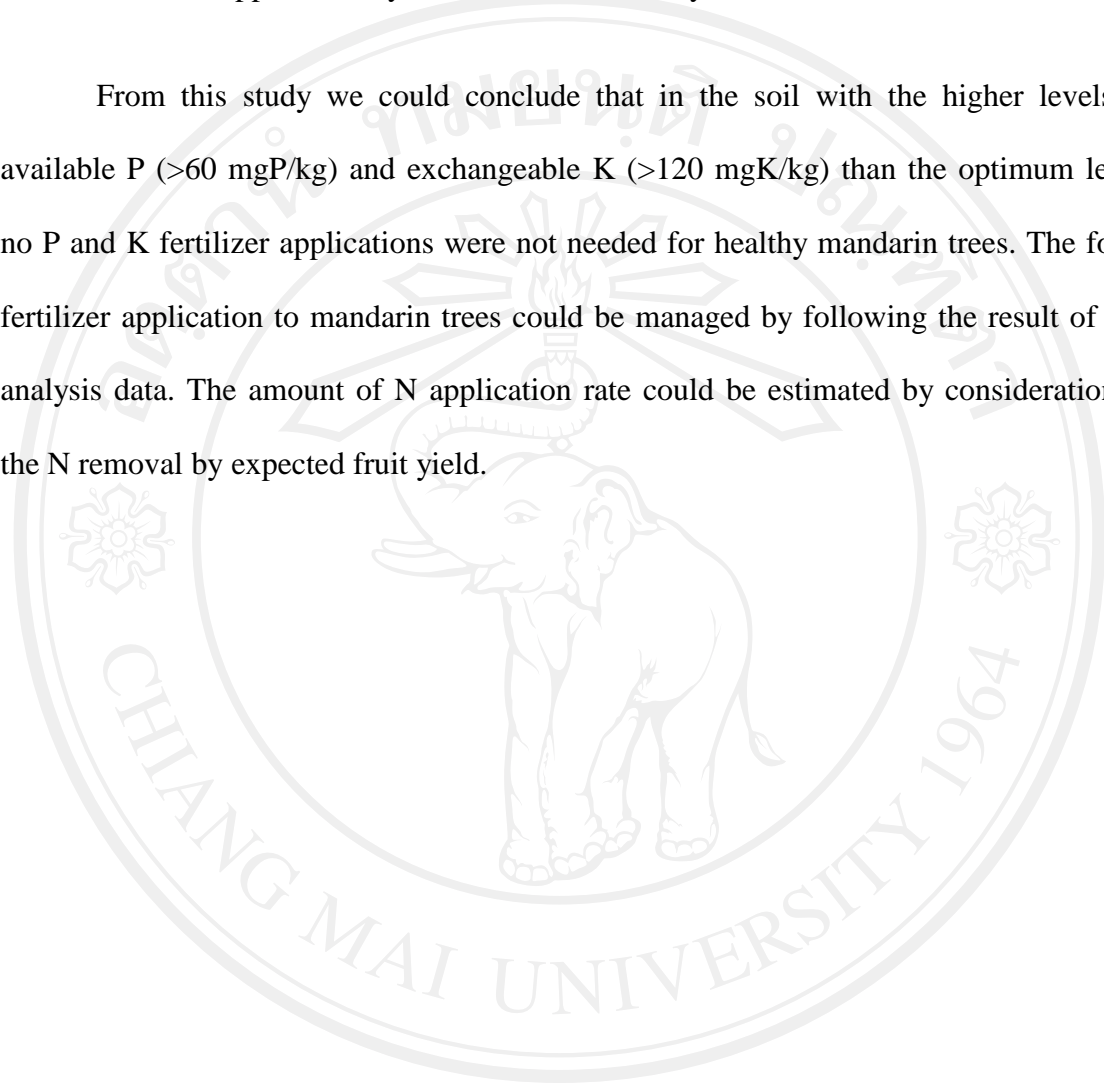 From this study we could conclude that in the soil with the higher levels
available P (>60 mgP/kg) and exchangeable K (>120 mgK/kg) than the optimum le
no P and K fertilizer applications were not needed for healthy mandarin trees. The fo
fertilizer application to mandarin trees could be managed by following the result of
analysis data. The amount of N application rate could be estimated by consideration
the N removal by expected fruit yield.
CHIANG MAI UNIVERSITY 1964